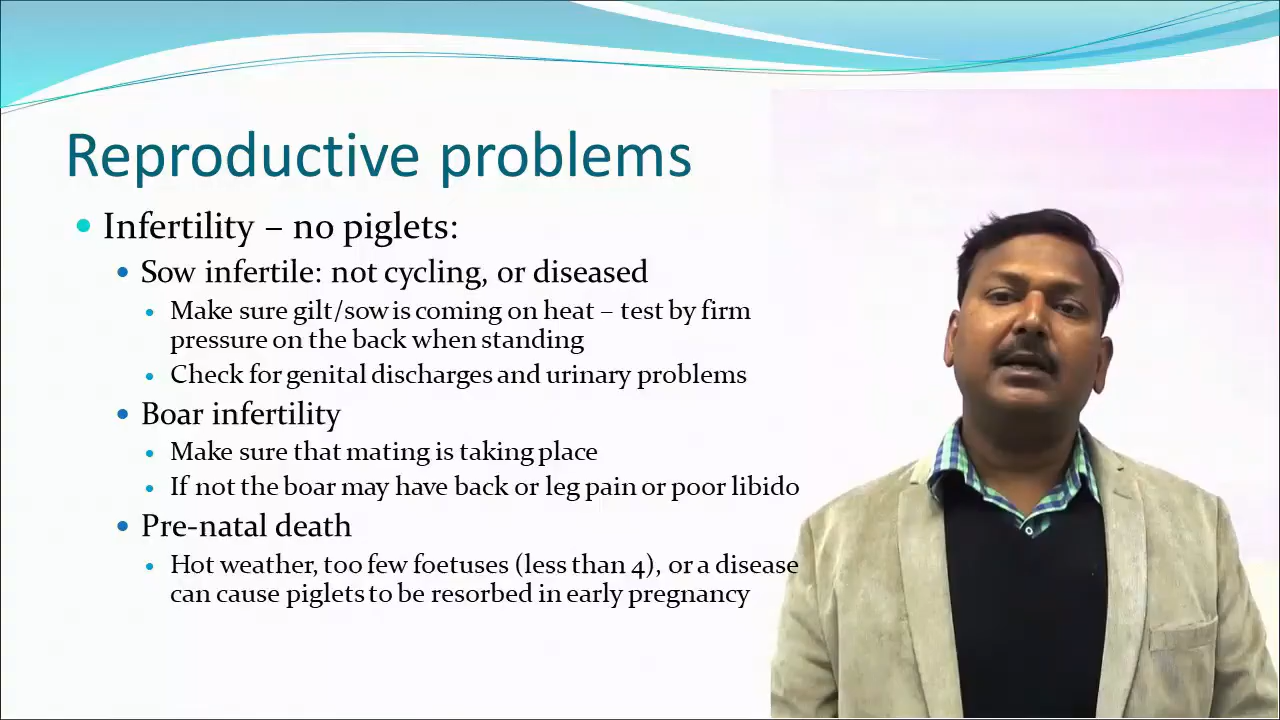 Reproductive problems
Infertility – no piglets:
Sow infertile: not cycling, or diseased
Make sure gilt/sow is coming on heat – test by firm
pressure on the back when standing
Check for genital discharges and urinary problems
Boar infertility
Make sure that mating is taking place
If not the boar may have back or leg pain or poor libido
Pre-natal death
Hot weather, too few foetuses (less than 4), or a disease
can cause piglets to be resorbed in early pregnancy